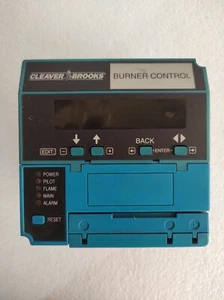 CLEAVER BROOKS
BURNER CONTROL
BACK
EDIT - + ENTER
POWER
PILOT
FLAME
MAIN
ALARM
RESET